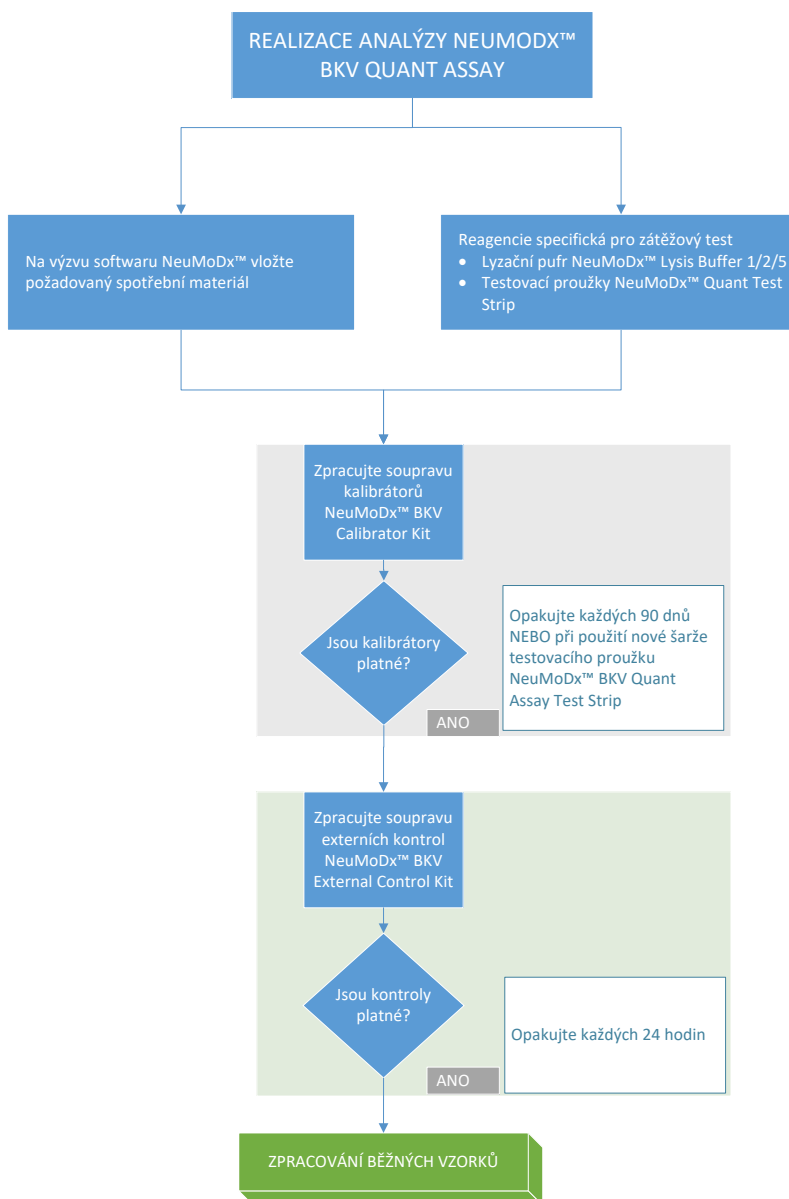 REALIZACE ANALÝZY NEUMODX™
BKV QUANT ASSAY
Na výzvu softwaru NeuMoDx™ vložte
požadovaný spotřební materiál
Reagencie specifická pro zátěžový test
• Lyzační pufr NeuMoDx™ Lysis Buffer 1/2/5
• Testovací proužky NeuMoDx™ Quant Test
Strip
Zpracujte soupravu
kalibrátorů
NeuMoDx™ BKV
Calibrator Kit
Jsou kalibrátory
platné?
Opakujte každých 90 dnů
NEBO při použití nové šarže
testovacího proužku
NeuMoDx™ BKV Quant
Assay Test Strip
ANO
Zpracujte soupravu
externích kontrol
NeuMoDx™ BKV
External Control Kit
Jsou kontroly
platné?
Opakujte každých 24 hodin
ANO
ZPRACOVÁNÍ BĚŽNÝCH VZORKŮ